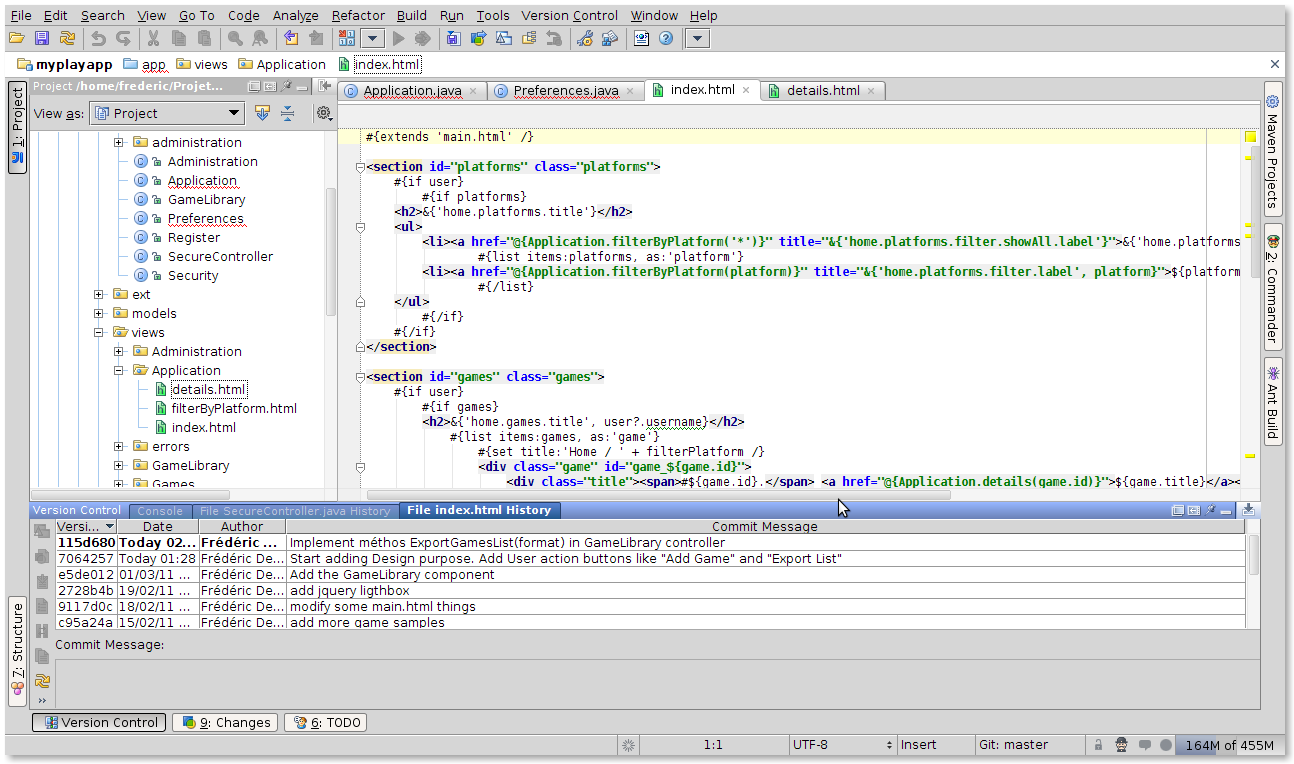 File Edit Search View Go To Code Analyze Refactor Build Run Tools Version Control Window Help
myplayapp app views Application index.html
1: Project
Project /home/frederic/Projet...
View as: Project
administration
Administration
Application
GameLibrary
Preferences
Register
SecureController
Security
ext
models
views
Administration
Application
details.html
filterByPlatform.html
index.html
errors
GameLibrary
Games
Application.java Preferences.java index.html details.html
#{extends 'main.html' /}
<section id="platforms" class="platforms">
#{if user}
#{if platforms}
<h2>&{'home.platforms.title'}</h2>
<ul>
<li><a href="@{Application.filterByPlatform('*')}" title="&{'home.platforms.filter.showAll.label'}">&{'home.platforms
#{list items:platforms, as:'platform'}
<li><a href="@{Application.filterByPlatform(platform)}" title="&{'home.platforms.filter.label', platform}">${platform
#{/list}
</ul>
#{/if}
#{/if}
</section>
<section id="games" class="games">
#{if user}
#{if games}
<h2>&{'home.games.title', user?.username}</h2>
#{list items:games, as:'game'}
#{set title:'Home / ' + filterPlatform /}
<div class="game" id="game_${game.id}">
<div class="title"><span>#${game.id}.</span> <a href="@{Application.details(game.id)}">${game.title}</a><
Maven Projects
2: Commander
Ant Build
Version Control Console File SecureController.java History File index.html History
Versi... Date Author Commit Message
115d680 Today 02... Frédéric ... Implement méthos ExportGamesList(format) in GameLibrary controller
7064257 Today 01:28 Frédéric De... Start adding Design purpose. Add User action buttons like "Add Game" and "Export List"
e5de012 01/03/11 ... Frédéric De... Add the GameLibrary component
2728b4b 19/02/11 ... Frédéric De... add jquery ligthbox
9117d0c 18/02/11 ... Frédéric De... modify some main.html things
c95a24a 15/02/11 ... Frédéric De... add more game samples
Commit Message:
Z: Structure
Version Control 9: Changes 6: TODO
1:1 UTF-8 Insert Git: master 164M of 455M